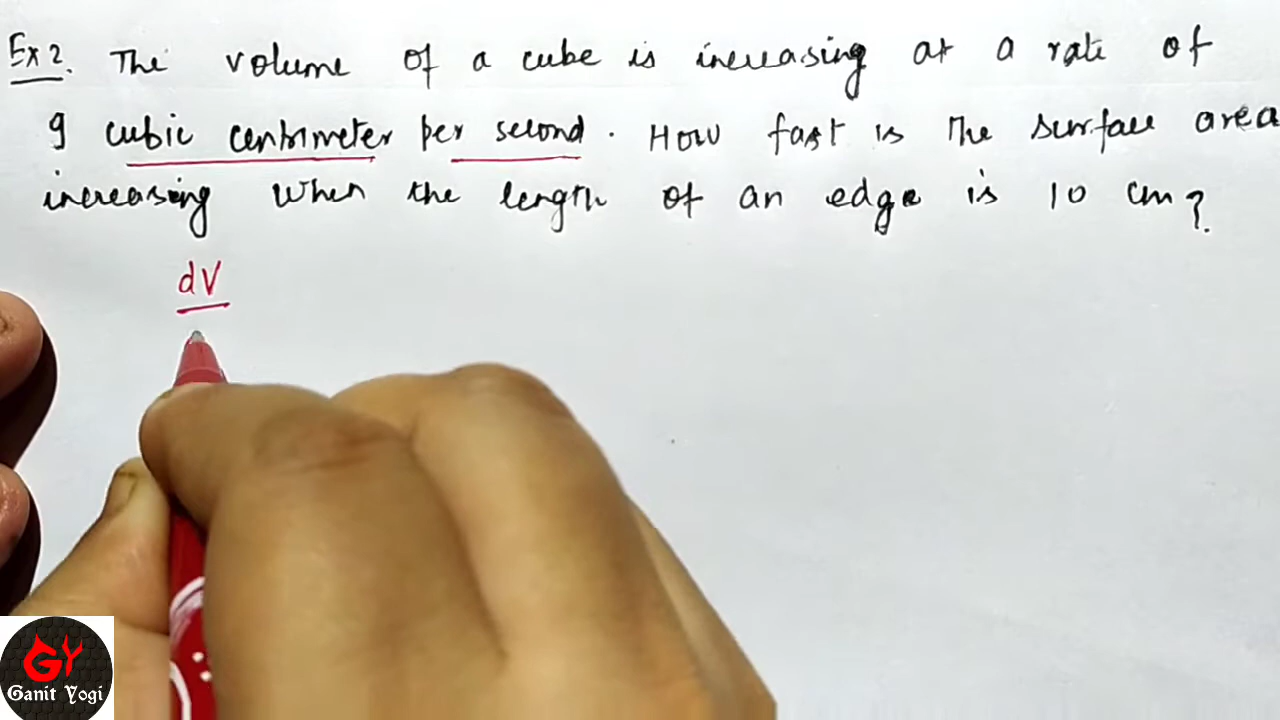 Ex 2. The volume of a cube is increasing at a rate of
9 cubic centimeter per second. How fast is the surface area
increasing when the length of an edge is 10 cm?
dV
GY
Ganit Yogi